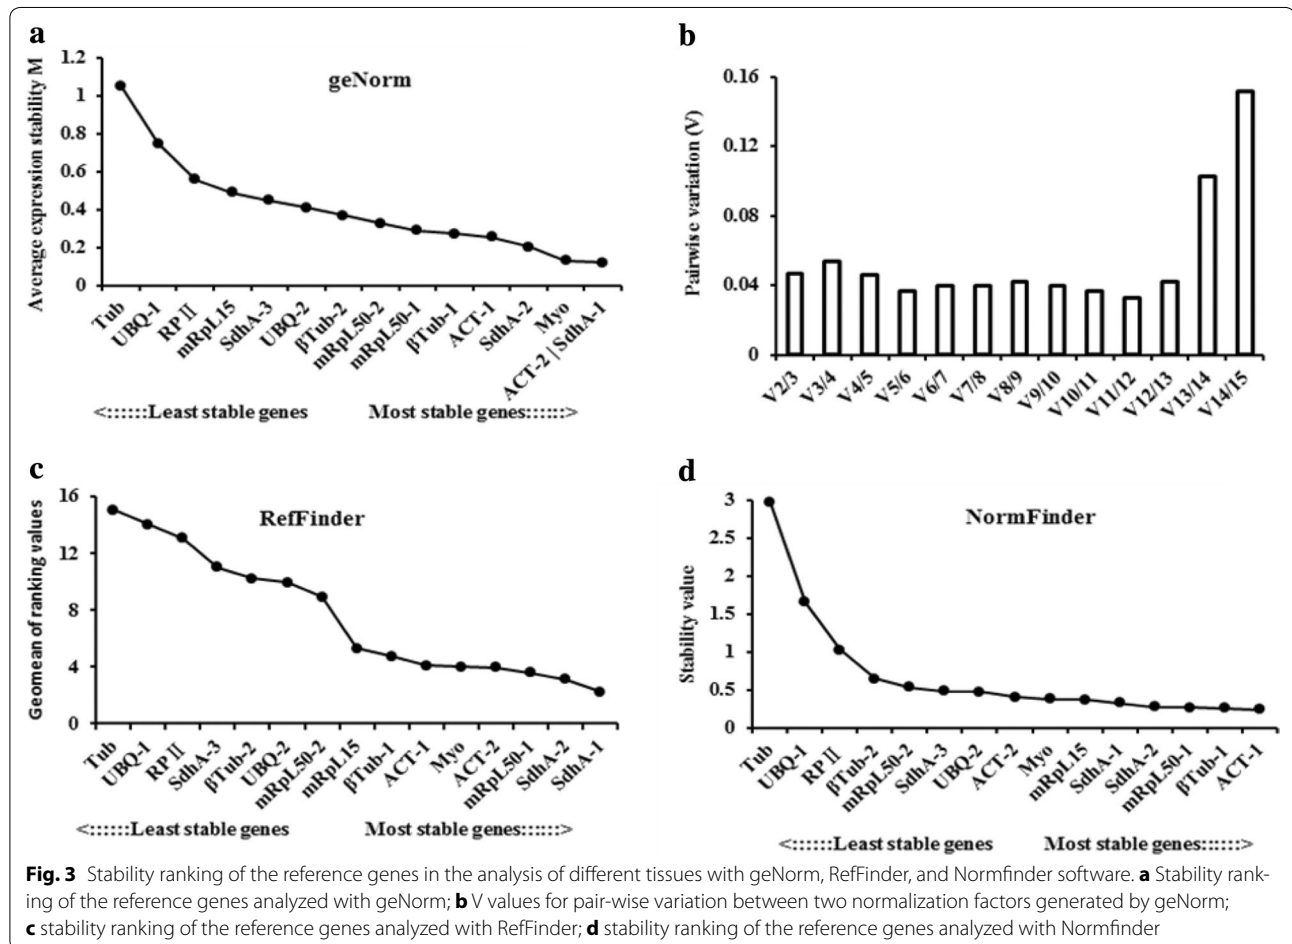 a
geNorm
Average expression stability M
1.2
1
0.8
0.6
0.4
0.2
0
Tub
UBQ-1
RPⅡ
mRpL15
SdhA-3
UBQ-2
βTub-2
mRpL50-2
mRpL50-1
βTub-1
ACT-1
SdhA-2
Myo
ACT-2 | SdhA-1
<::::::Least stable genes Most stable genes::::::>
b
Pairwise variation (V)
0.16
0.12
0.08
0.04
0
V2/3
V3/4
V4/5
V5/6
V6/7
V7/8
V8/9
V9/10
V10/11
V11/12
V12/13
V13/14
V14/15
c
RefFinder
Geomean of ranking values
16
12
8
4
0
Tub
UBQ-1
RPⅡ
SdhA-3
βTub-2
UBQ-2
mRpL50-2
mRpL15
βTub-1
ACT-1
Myo
ACT-2
mRpL50-1
SdhA-2
SdhA-1
<::::::Least stable genes Most stable genes::::::>
d
NormFinder
Stability value
3
2.5
2
1.5
1
0.5
0
Tub
UBQ-1
RPⅡ
βTub-2
mRpL50-2
SdhA-3
UBQ-2
ACT-2
Myo
mRpL15
SdhA-1
SdhA-2
mRpL50-1
βTub-1
ACT-1
<::::::Least stable genes Most stable genes::::::>
Fig. 3 Stability ranking of the reference genes in the analysis of different tissues with geNorm, RefFinder, and Normfinder software. a Stability rank-
ing of the reference genes analyzed with geNorm; b V values for pair-wise variation between two normalization factors generated by geNorm;
c stability ranking of the reference genes analyzed with RefFinder; d stability ranking of the reference genes analyzed with Normfinder